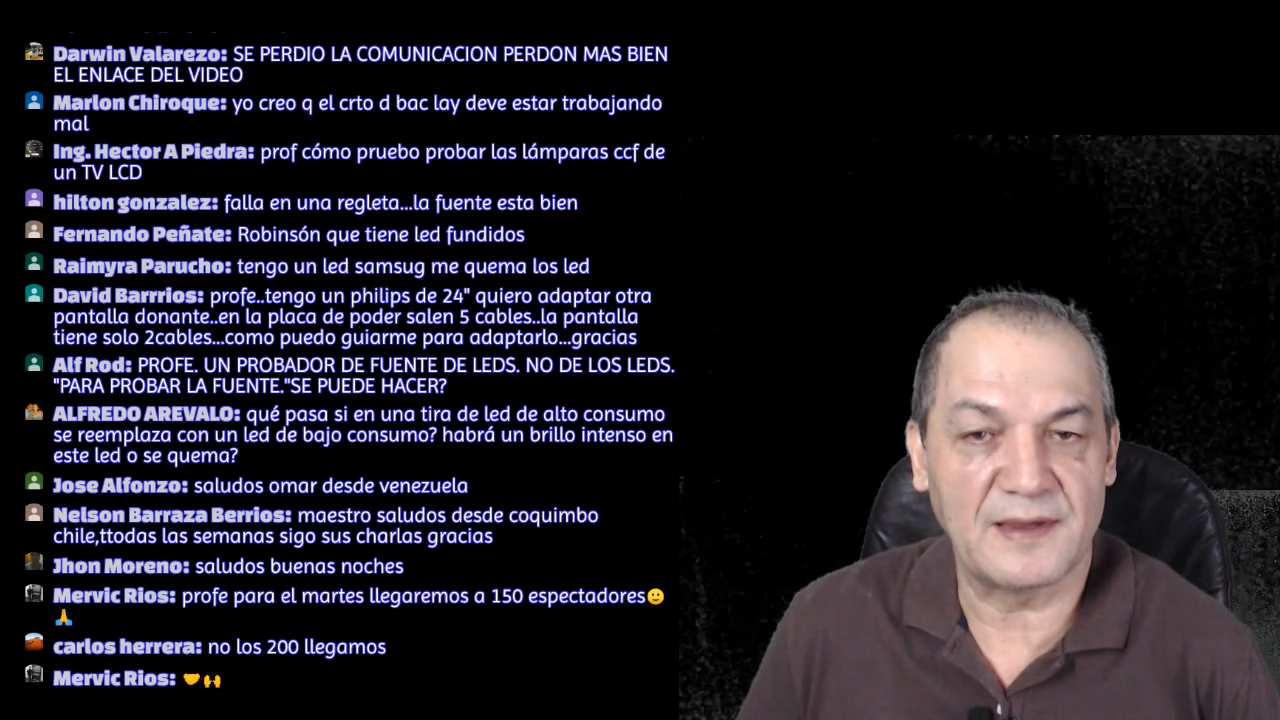 Darwin Valarezo: SE PERDIO LA COMUNICACION PERDON MAS BIEN
EL ENLACE DEL VIDEO
Marlon Chiroque: yo creo q el crto d bac lay deve estar trabajando
mal
Ing. Hector A Piedra: prof cómo pruebo probar las lámparas ccf de
un TV LCD
hilton gonzalez: falla en una regleta...la fuente esta bien
Fernando Peñate: Robinsón que tiene led fundidos
Raimyra Parucho: tengo un led samsug me quema los led
David Barrrios: profe..tengo un philips de 24" quiero adaptar otra
pantalla donante..en la placa de poder salen 5 cables..la pantalla
tiene solo 2cables...como puedo guiarme para adaptarlo...gracias
Alf Rod: PROFE. UN PROBADOR DE FUENTE DE LEDS. NO DE LOS LEDS.
"PARA PROBAR LA FUENTE."SE PUEDE HACER?
ALFREDO AREVALO: qué pasa si en una tira de led de alto consumo
se reemplaza con un led de bajo consumo? habrá un brillo intenso en
este led o se quema?
Jose Alfonzo: saludos omar desde venezuela
Nelson Barraza Berrios: maestro saludos desde coquimbo
chile,ttodas las semanas sigo sus charlas gracias
Jhon Moreno: saludos buenas noches
Mervic Rios: profe para el martes llegaremos a 150 espectadores🙂
🙏
carlos herrera: no los 200 llegamos
Mervic Rios: 🤝🙌